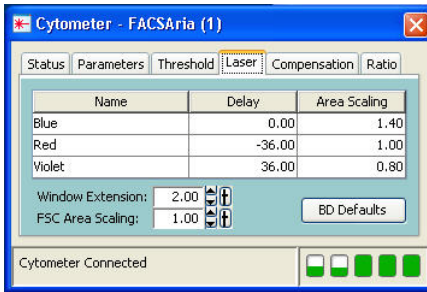 Cytometer - FACSAria (1)
Status Parameters Threshold Laser Compensation Ratio
Name Delay Area Scaling
Blue 0.00 1.40
Red -36.00 1.00
Violet 36.00 0.80
Window Extension: 2.00
FSC Area Scaling: 1.00
BD Defaults
Cytometer Connected